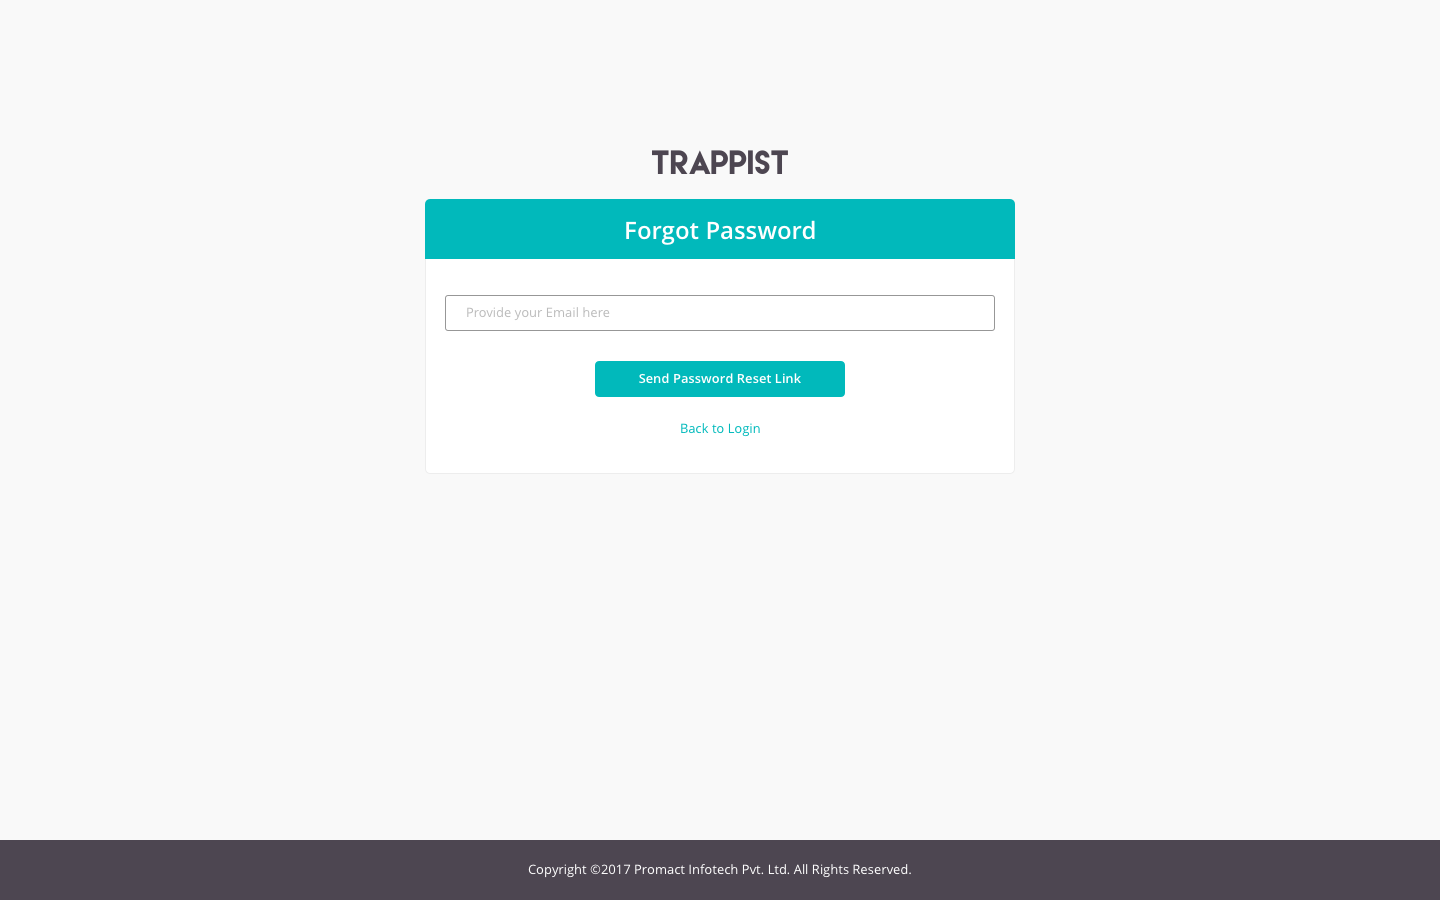 TRAPPIST
Forgot Password
Provide your Email here
Send Password Reset Link
Back to Login
Copyright ©2017 Promact Infotech Pvt. Ltd. All Rights Reserved.